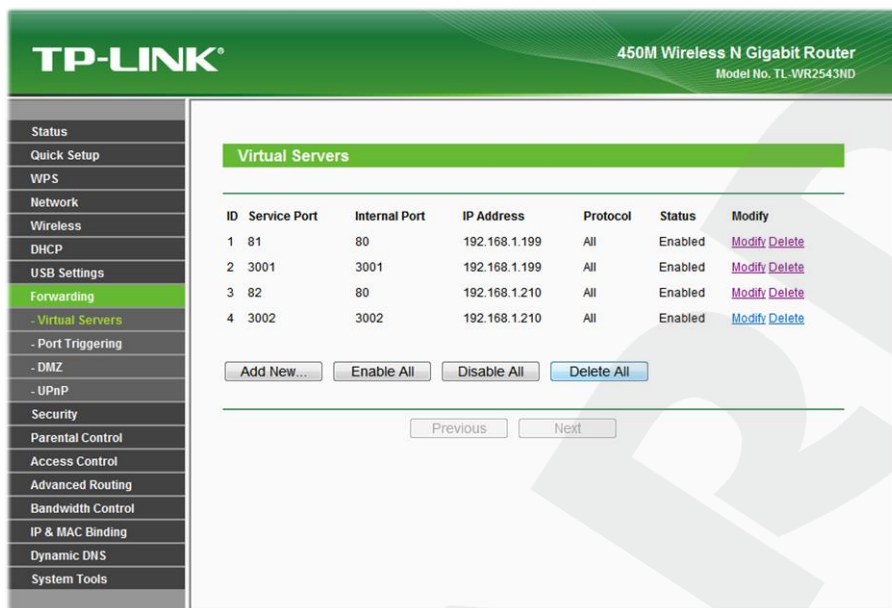 TP-LINK®
450M Wireless N Gigabit Router
Model No. TL-WR2543ND
Status
Quick Setup
WPS
Network
Wireless
DHCP
USB Settings
Forwarding
- Virtual Servers
- Port Triggering
- DMZ
- UPnP
Security
Parental Control
Access Control
Advanced Routing
Bandwidth Control
IP & MAC Binding
Dynamic DNS
System Tools
Virtual Servers
ID Service Port Internal Port IP Address Protocol Status Modify
1 81 80 192.168.1.199 All Enabled Modify Delete
2 3001 3001 192.168.1.199 All Enabled Modify Delete
3 82 80 192.168.1.210 All Enabled Modify Delete
4 3002 3002 192.168.1.210 All Enabled Modify Delete
Add New... Enable All Disable All Delete All
Previous Next